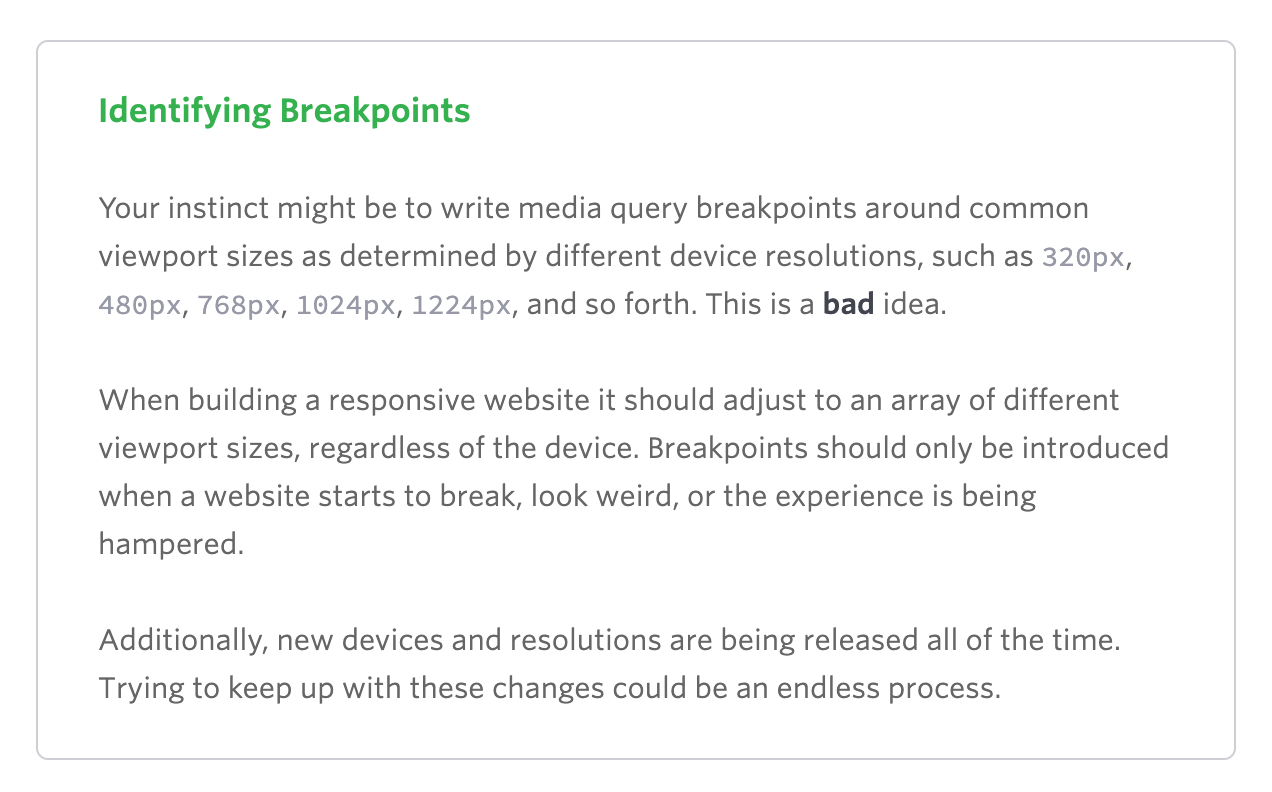 Identifying Breakpoints
Your instinct might be to write media query breakpoints around common
viewport sizes as determined by different device resolutions, such as 320px,
480px, 768px, 1024px, 1224px, and so forth. This is a bad idea.
When building a responsive website it should adjust to an array of different
viewport sizes, regardless of the device. Breakpoints should only be introduced
when a website starts to break, look weird, or the experience is being
hampered.
Additionally, new devices and resolutions are being released all of the time.
Trying to keep up with these changes could be an endless process.